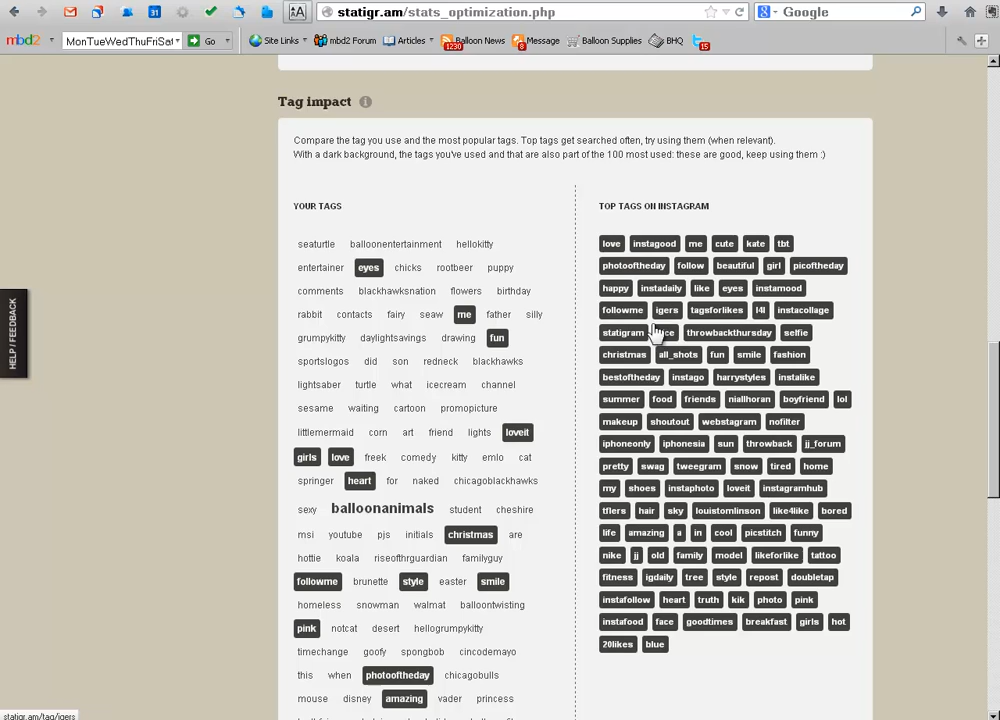 statigr.am/stats_optimization.php
Google
mbd2
MonTueWedThuFriSat
Go
Site Links
mbd2 Forum
Articles
1230
Balloon News
8
Message
Balloon Supplies
BHQ
15
31
AA
Tag impact
Compare the tag you use and the most popular tags. Top tags get searched often, try using them (when relevant).
With a dark background, the tags you've used and that are also part of the 100 most used: these are good, keep using them :)
YOUR TAGS
seaturtle balloonentertainment hellokitty
entertainer eyes chicks rootbeer puppy
comments blackhawksnation flowers birthday
rabbit contacts fairy seaw me father silly
grumpykitty daylightsavings drawing fun
sportslogos did son redneck blackhawks
lightsaber turtle what icecream channel
sesame waiting cartoon promopicture
littlemermaid corn art friend lights loveit
girls love freek comedy kitty emlo cat
springer heart for naked chicagoblackhawks
sexy balloonanimals student cheshire
msi youtube pjs initials christmas are
hottie koala riseofthrguardian familyguy
followme brunette style easter smile
homeless snowman walmat balloontwisting
pink notcat desert hellogrumpykitty
timechange goofy spongbob cincodemayo
this when photooftheday chicagobulls
mouse disney amazing vader princess
TOP TAGS ON INSTAGRAM
love instagood me cute kate tbt
photooftheday follow beautiful girl picoftheday
happy instadaily like eyes instamood
followme igers tagsforlikes l4l instacollage
statigram throwbackthursday selfie
christmas all_shots fun smile fashion
bestoftheday instago harrystyles instalike
summer food friends niallhoran boyfriend lol
makeup shoutout webstagram nofilter
iphoneonly iphonesia sun throwback jj_forum
pretty swag tweegram snow tired home
my shoes instaphoto loveit instagramhub
tflers hair sky louistomlinson like4like bored
life amazing a in cool picstitch funny
nike jj old family model likeforlike tattoo
fitness igdaily tree style repost doubletap
instafollow heart truth kik photo pink
instafood face goodtimes breakfast girls hot
20likes blue
HELP / FEEDBACK
statigr.am/tag/igers